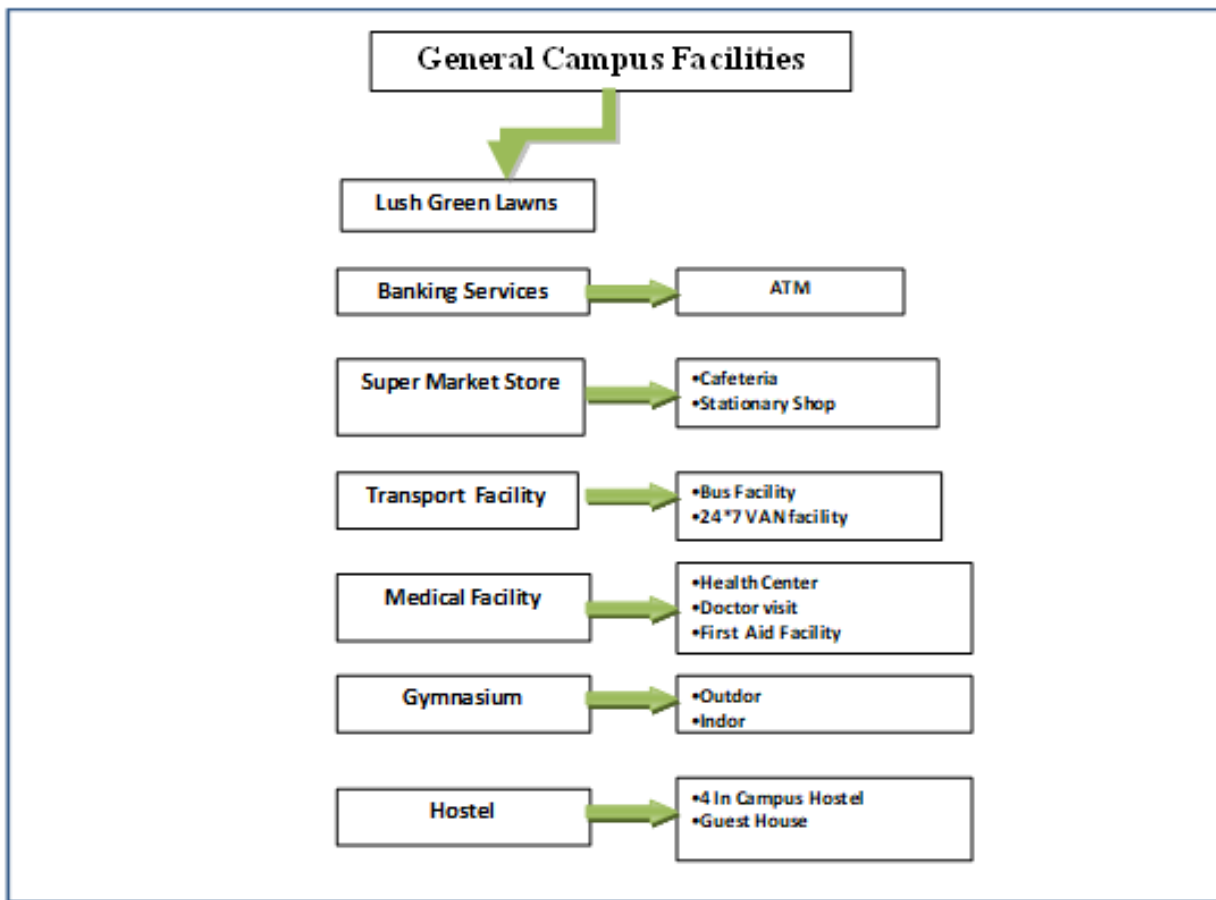 General Campus Facilities
Lush Green Lawns
Banking Services
ATM
Super Market Store
•Cafeteria
•Stationary Shop
Transport Facility
•Bus Facility
•24*7 VAN facility
Medical Facility
•Health Center
•Doctor visit
•First Aid Facility
Gymnasium
•Outdor
•Indor
Hostel
•4 In Campus Hostel
•Guest House